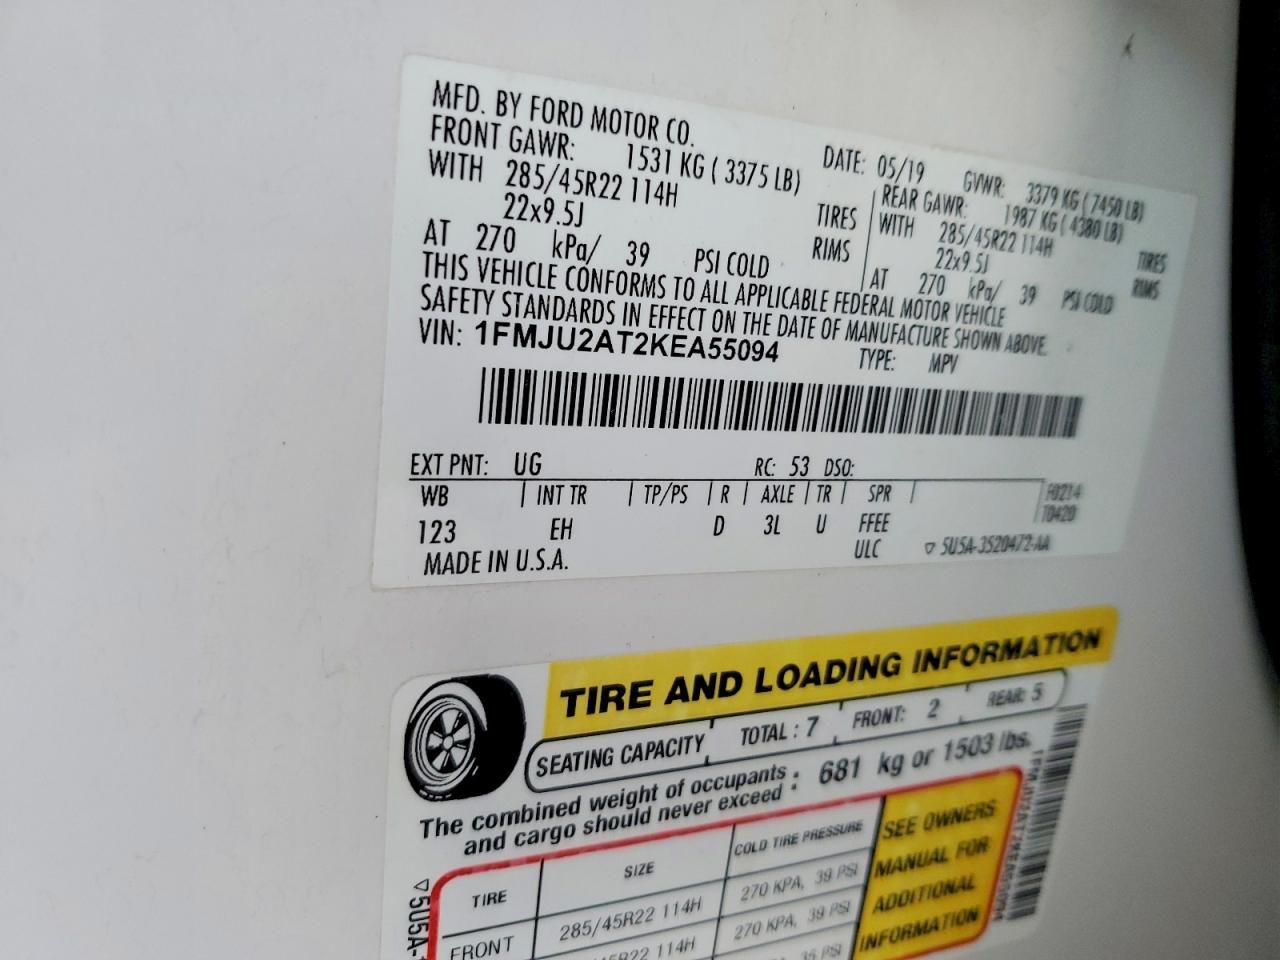 MFD. BY FORD MOTOR CO.
DATE: 05/19 GVWR: 3379 KG ( 7450 LB)
FRONT GAWR: 1531 KG ( 3375 LB)
WITH 285/45R22 114H TIRES
22x9.5J RIMS
AT 270 kPa/ 39 PSI COLD
REAR GAWR: 1987 KG ( 4380 LB)
WITH 285/45R22 114H TIRES
22x9.5J RIMS
AT 270 kPa/ 39 PSI COLD
THIS VEHICLE CONFORMS TO ALL APPLICABLE FEDERAL MOTOR VEHICLE
SAFETY STANDARDS IN EFFECT ON THE DATE OF MANUFACTURE SHOWN ABOVE.
VIN: 1FMJU2AT2KEA55094 TYPE: MPV
EXT PNT: UG RC: 53 DSO:
WB INT TR TP/PS R AXLE TR SPR F0214
123 EH D 3L U FFEE T0420
MADE IN U.S.A. ULC 5U5A-3520472-AA
TIRE AND LOADING INFORMATION
SEATING CAPACITY TOTAL : 7 FRONT: 2 REAR: 5
The combined weight of occupants
and cargo should never exceed : 681 kg or 1503 lbs.
TIRE SIZE COLD TIRE PRESSURE
FRONT 285/45R22 114H 270 KPA, 39 PSI
114H 270 KPA, 39 PSI
35 PSI
SEE OWNERS
MANUAL FOR
ADDITIONAL
INFORMATION
5U5A-